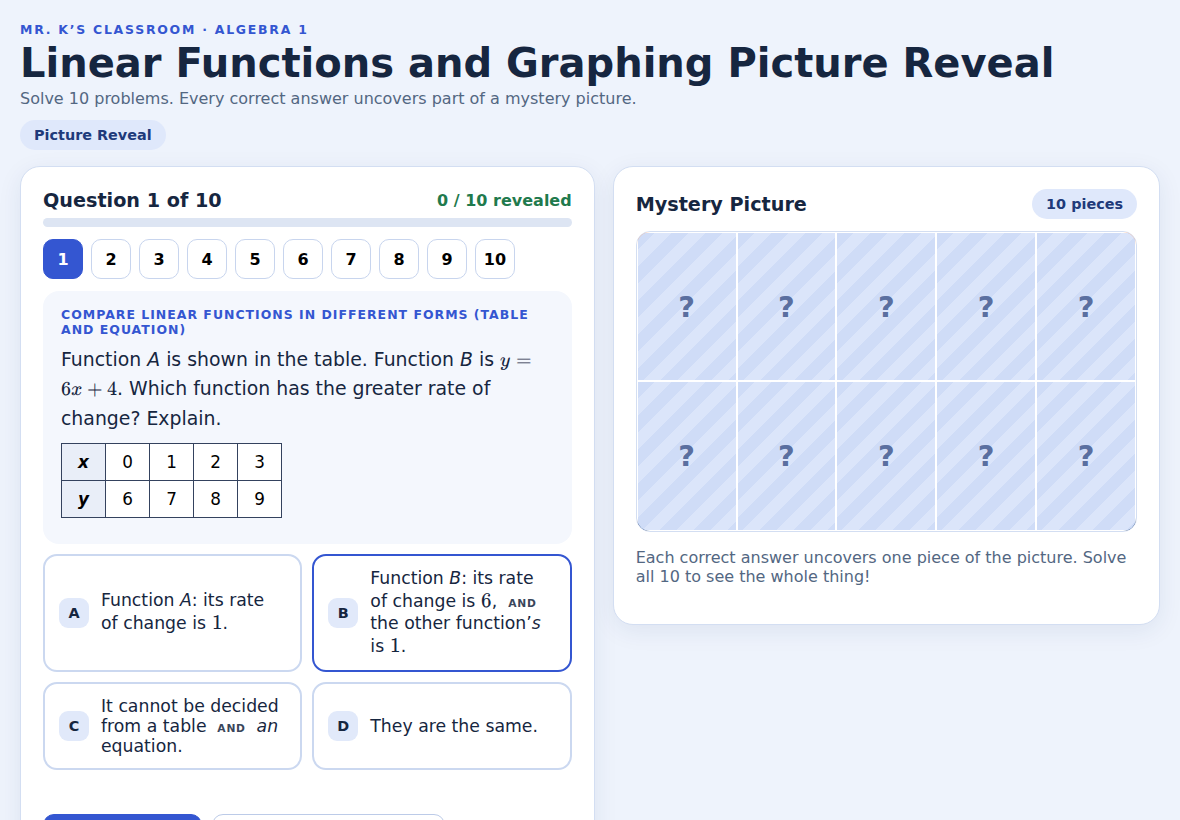 MR. K’S CLASSROOM · ALGEBRA 1
Linear Functions and Graphing Picture Reveal
Solve 10 problems. Every correct answer uncovers part of a mystery picture.
Picture Reveal
Question 1 of 10
0 / 10 revealed
1 2 3 4 5 6 7 8 9 10
COMPARE LINEAR FUNCTIONS IN DIFFERENT FORMS (TABLE
AND EQUATION)
Function A is shown in the table. Function B is y =
6x + 4. Which function has the greater rate of
change? Explain.
x 0 1 2 3
y 6 7 8 9
A
Function A: its rate
of change is 1.
B
Function B: its rate
of change is 6, AND
the other function’s
is 1.
C
It cannot be decided
from a table AND an
equation.
D
They are the same.
Mystery Picture
10 pieces
? ? ? ? ?
? ? ? ? ?
Each correct answer uncovers one piece of the picture. Solve
all 10 to see the whole thing!